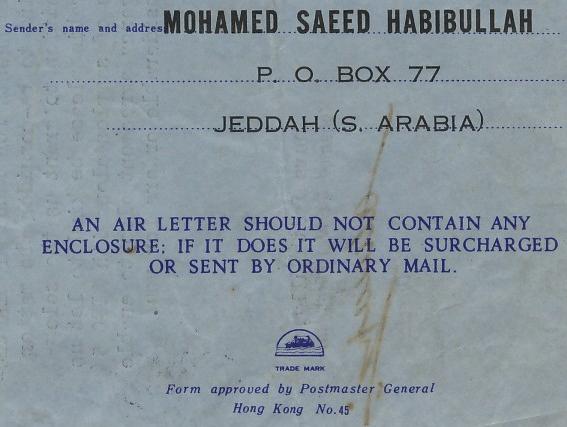 Sender's name and address MOHAMED SAEED HABIBULLAH
P. O. BOX 77
JEDDAH (S. ARABIA)
AN AIR LETTER SHOULD NOT CONTAIN ANY
ENCLOSURE; IF IT DOES IT WILL BE SURCHARGED
OR SENT BY ORDINARY MAIL.
TRADE MARK
Form approved by Postmaster General
Hong Kong No.45